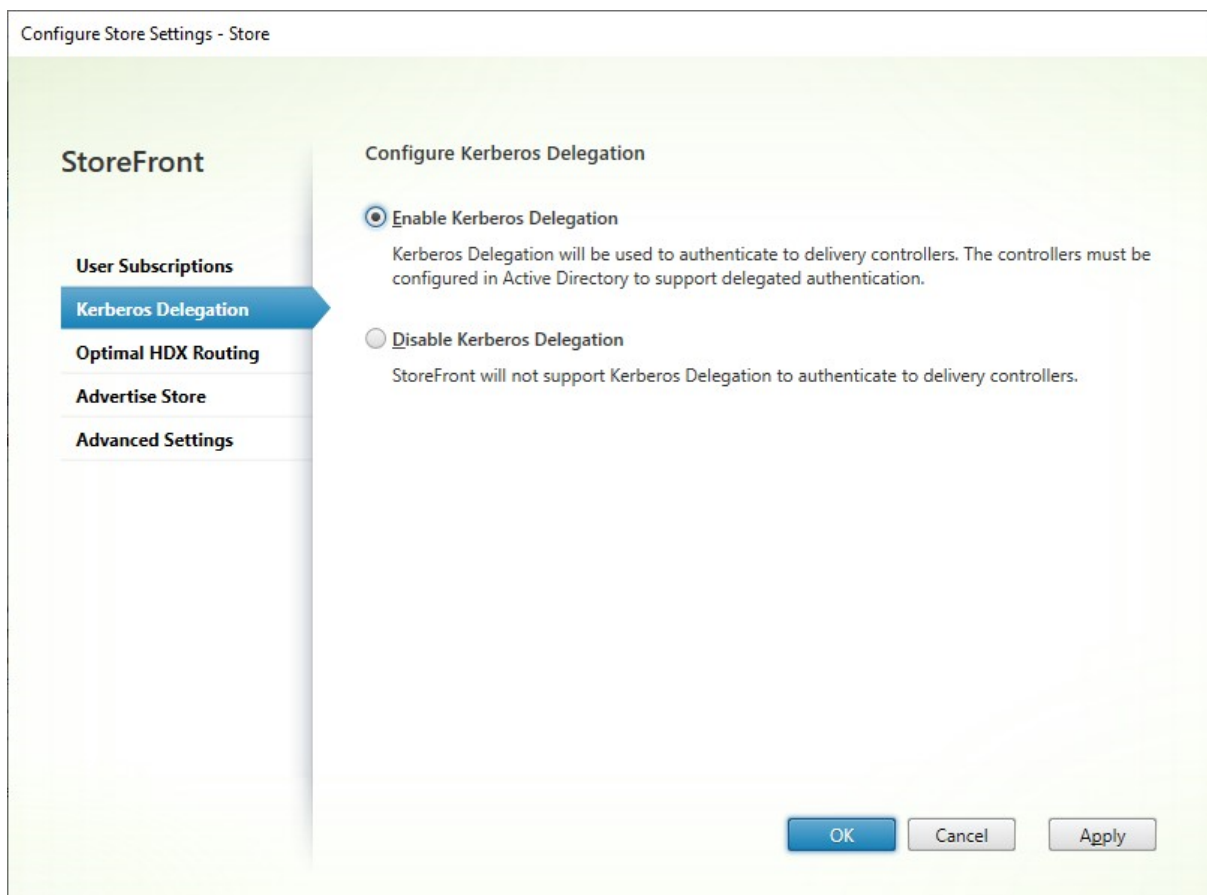 Configure Store Settings - Store
StoreFront
User Subscriptions
Kerberos Delegation
Optimal HDX Routing
Advertise Store
Advanced Settings
Configure Kerberos Delegation
Enable Kerberos Delegation
Kerberos Delegation will be used to authenticate to delivery controllers. The controllers must be
configured in Active Directory to support delegated authentication.
Disable Kerberos Delegation
StoreFront will not support Kerberos Delegation to authenticate to delivery controllers.
OK
Cancel
Apply